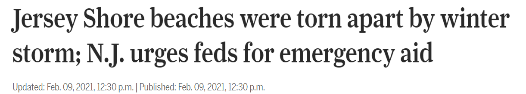 Jersey Shore beaches were torn apart by winter
storm; N.J. urges feds for emergency aid
Updated: Feb. 09, 2021, 12:30 p.m. | Published: Feb. 09, 2021, 12:30 p.m.